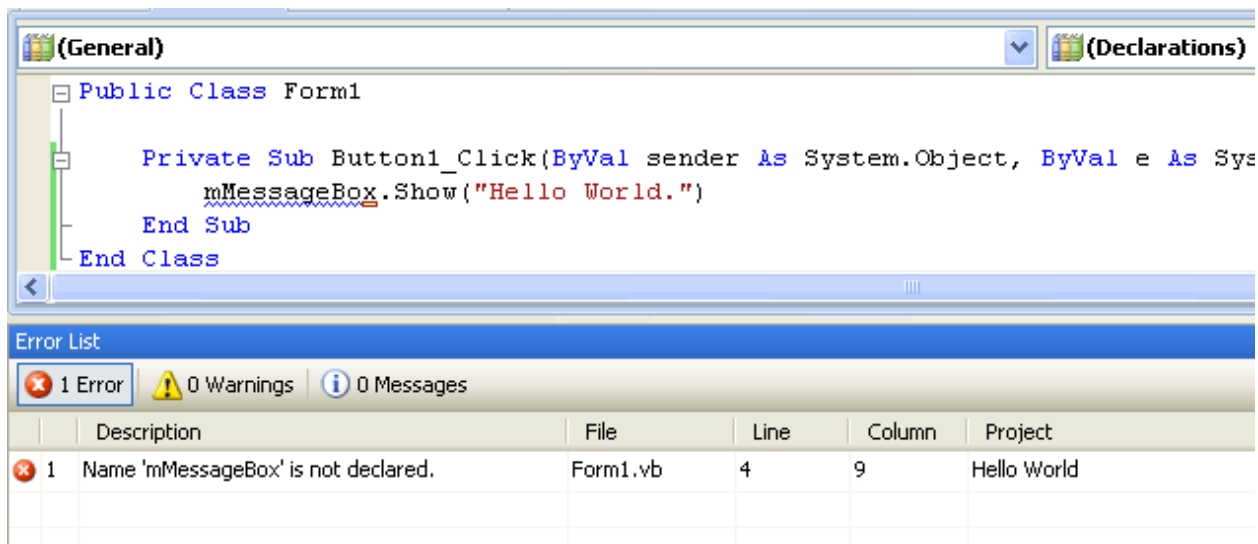 (General) (Declarations)
Public Class Form1
Private Sub Button1_Click(ByVal sender As System.Object, ByVal e As Sys
mMessageBox.Show("Hello World.")
End Sub
End Class
Error List
1 Error 0 Warnings 0 Messages
Description File Line Column Project
1 Name 'mMessageBox' is not declared. Form1.vb 4 9 Hello World